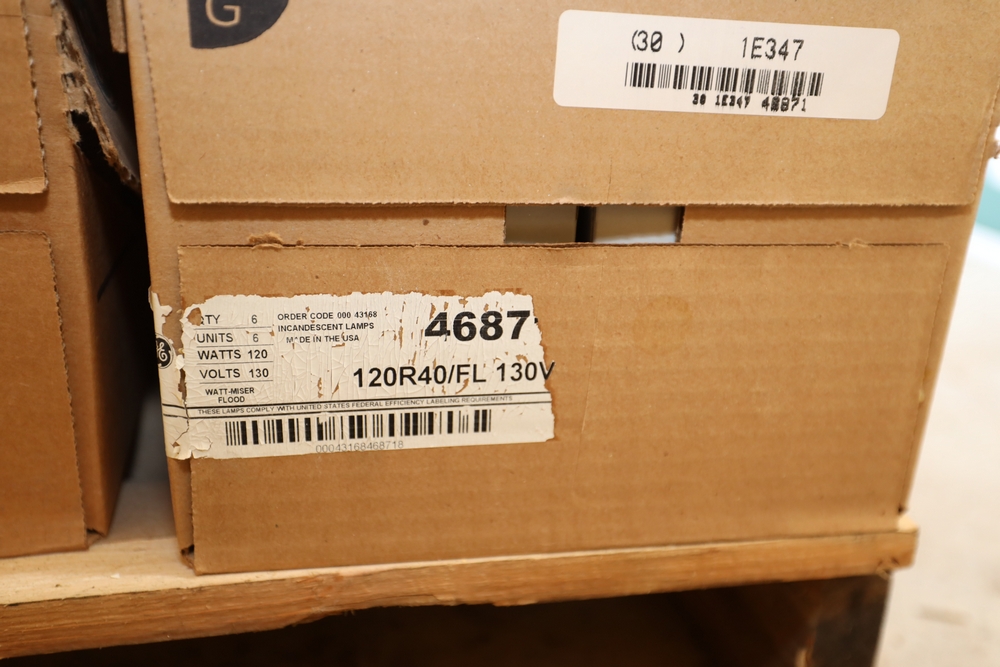 G
(30 ) 1E347
30 1E347 46871
TY 6
UNITS 6
WATTS 120
VOLTS 130
WATT-MISER
FLOOD
ORDER CODE 000 43168
INCANDESCENT LAMPS
MADE IN THE USA
4687
120R40/FL 130V
THESE LAMPS COMPLY WITH UNITED STATES FEDERAL EFFICIENCY LABELING REQUIREMENTS
00043168468718